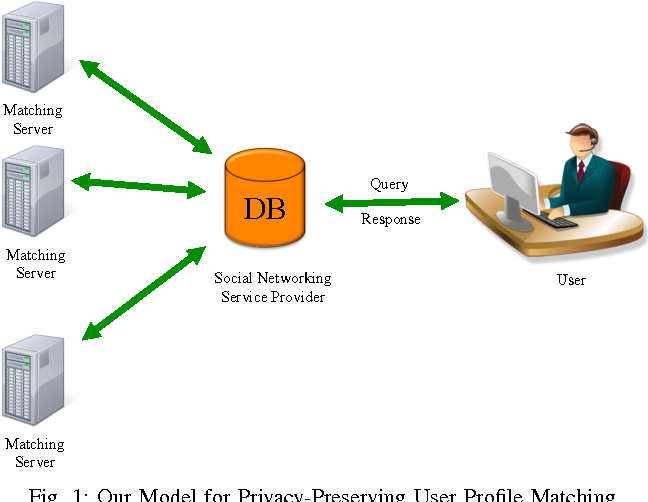 Matching
Server
Matching
Server
Matching
Server
DB
Social Networking
Service Provider
Query
Response
User
Fig. 1: Our Model for Privacy-Preserving User Profile Matching